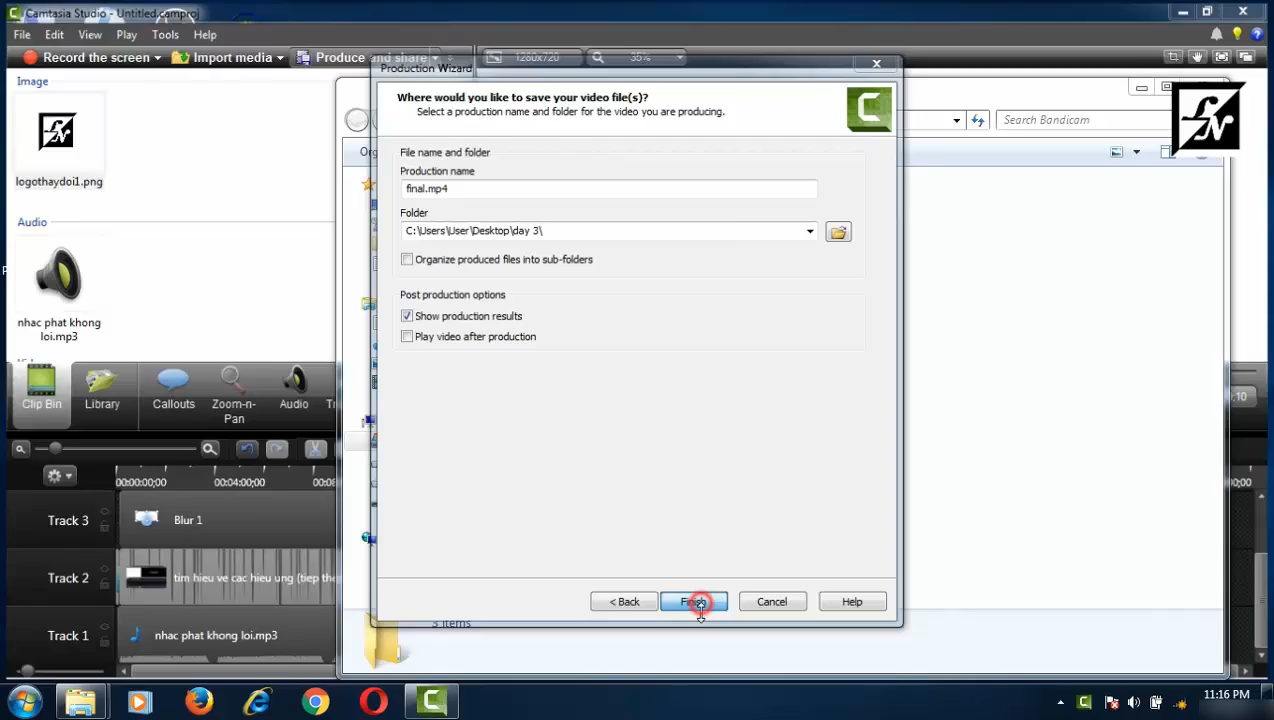 Camtasia Studio - Untitled.camproj
File Edit View Play Tools Help
Record the screen Import media Produce and share 1280x720 35%
Image
logothaydoi1.png
Audio
nhac phat khong
loi.mp3
Production Wizard
Where would you like to save your video file(s)?
Select a production name and folder for the video you are producing.
File name and folder
Production name
final.mp4
Folder
C:\Users\User\Desktop\day 3\
Organize produced files into sub-folders
Post production options
Show production results
Play video after production
< Back Finish Cancel Help
Search Bandicam
Clip Bin Library Callouts Zoom-n-
Pan Audio
00:00:00;00 00:04:00;00
Track 3 Blur 1
Track 2 tim hieu ve cac hieu ung (tiep the
Track 1 nhac phat khong loi.mp3
3 items
11:16 PM